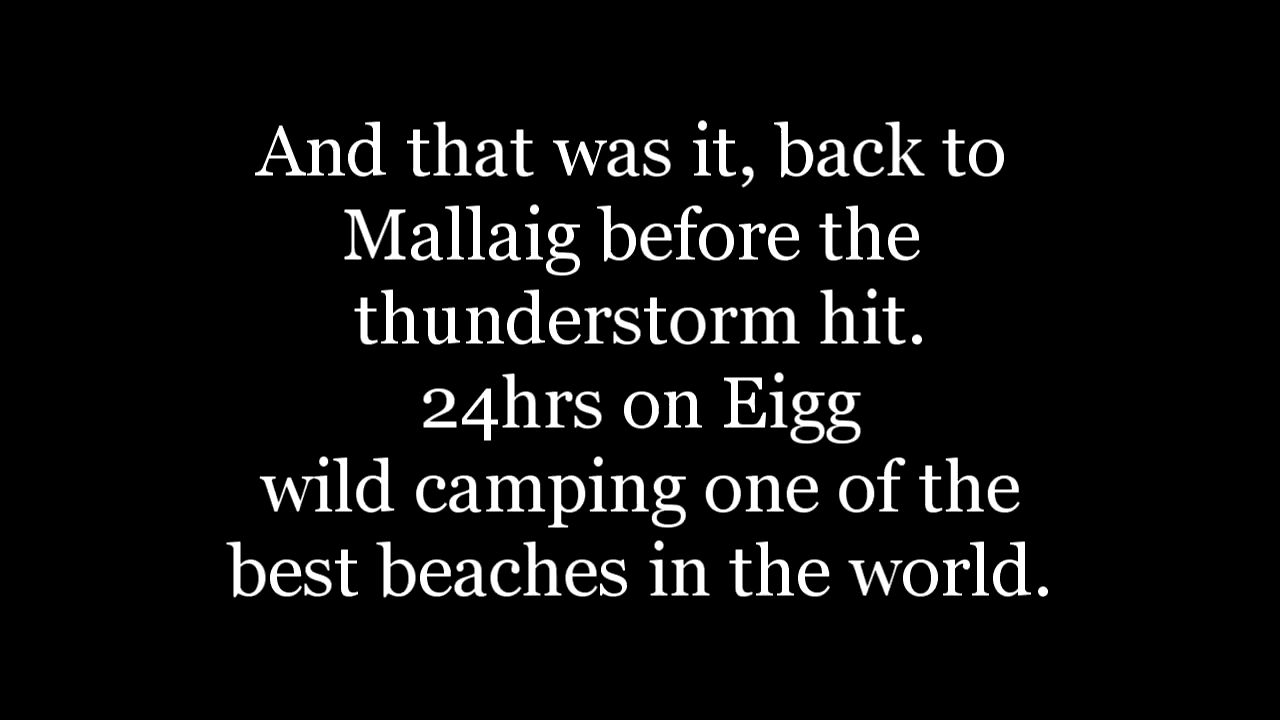 And that was it, back to
Mallaig before the
thunderstorm hit.
24hrs on Eigg
wild camping one of the
best beaches in the world.